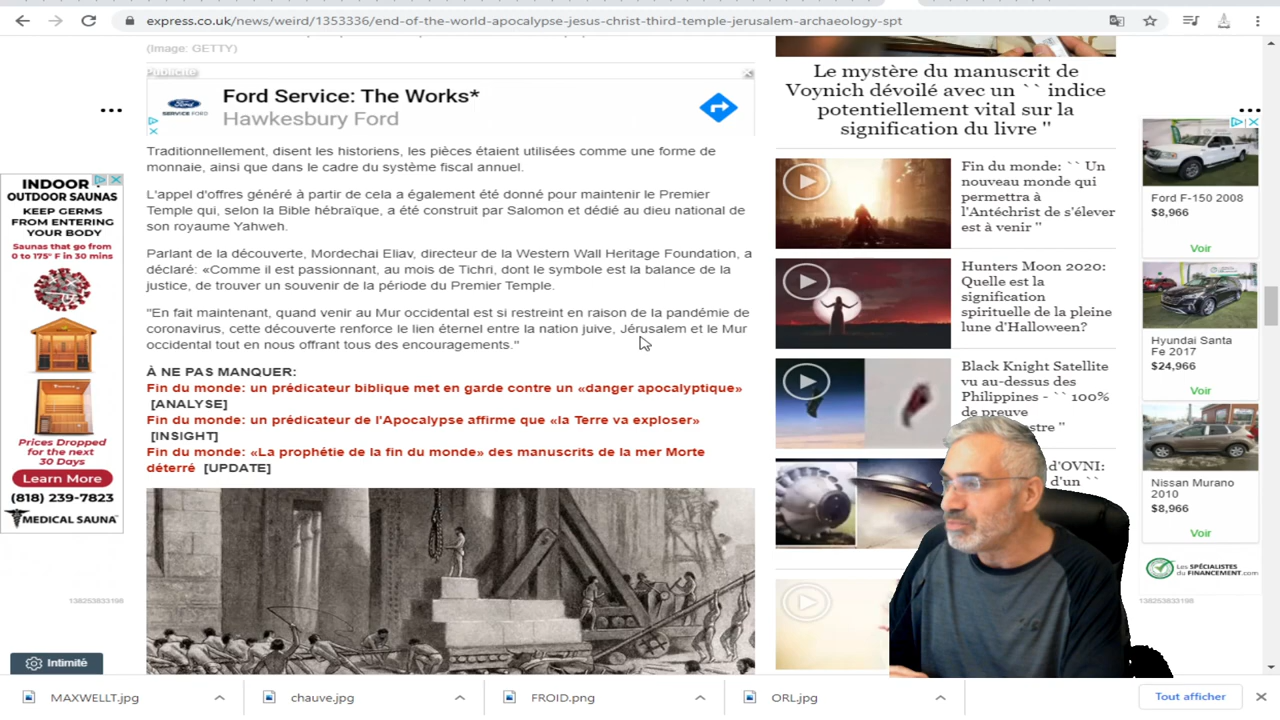 express.co.uk/news/weird/1353336/end-of-the-world-apocalypse-jesus-christ-third-temple-jerusalem-archaeology-spt
(Image: GETTY)
Publicité
Ford Service: The Works*
Hawkesbury Ford
Ford
SERVICE FORD
Traditionnellement, disent les historiens, les pièces étaient utilisées comme une forme de
monnaie, ainsi que dans le cadre du système fiscal annuel.
L'appel d'offres généré à partir de cela a également été donné pour maintenir le Premier
Temple qui, selon la Bible hébraïque, a été construit par Salomon et dédié au dieu national de
son royaume Yahweh.
Parlant de la découverte, Mordechai Eliav, directeur de la Western Wall Heritage Foundation, a
déclaré: «Comme il est passionnant, au mois de Tichri, dont le symbole est la balance de la
justice, de trouver un souvenir de la période du Premier Temple.
"En fait maintenant, quand venir au Mur occidental est si restreint en raison de la pandémie de
coronavirus, cette découverte renforce le lien éternel entre la nation juive, Jérusalem et le Mur
occidental tout en nous offrant tous des encouragements."
À NE PAS MANQUER:
Fin du monde: un prédicateur biblique met en garde contre un «danger apocalyptique»
[ANALYSE]
Fin du monde: un prédicateur de l'Apocalypse affirme que «la Terre va exploser»
[INSIGHT]
Fin du monde: «La prophétie de la fin du monde» des manuscrits de la mer Morte
déterré [UPDATE]
INDOOR
OUTDOOR SAUNAS
KEEP GERMS
FROM ENTERING
YOUR BODY
Saunas that go from
0 to 175° F in 30 mins
Prices Dropped
for the next
30 Days
Learn More
(818) 239-7823
MEDICAL SAUNA™
138253833198
Intimité
Le mystère du manuscrit de
Voynich dévoilé avec un `` indice
potentiellement vital sur la
signification du livre ''
Fin du monde: `` Un
nouveau monde qui
permettra à
l'Antéchrist de s'élever
est à venir ''
Hunters Moon 2020:
Quelle est la
signification
spirituelle de la pleine
lune d'Halloween?
Black Knight Satellite
vu au-dessus des
Philippines - `` 100%
de preuve
estre ''
d'OVNI:
d'un ``
Ford F-150 2008
$8,966
Voir
Hyundai Santa
Fe 2017
$24,966
Voir
Nissan Murano
2010
$8,966
Voir
Les SPÉCIALISTES
du FINANCEMENT.com
138253833198
MAXWELLT.jpg
chauve.jpg
FROID.png
ORL.jpg
Tout afficher